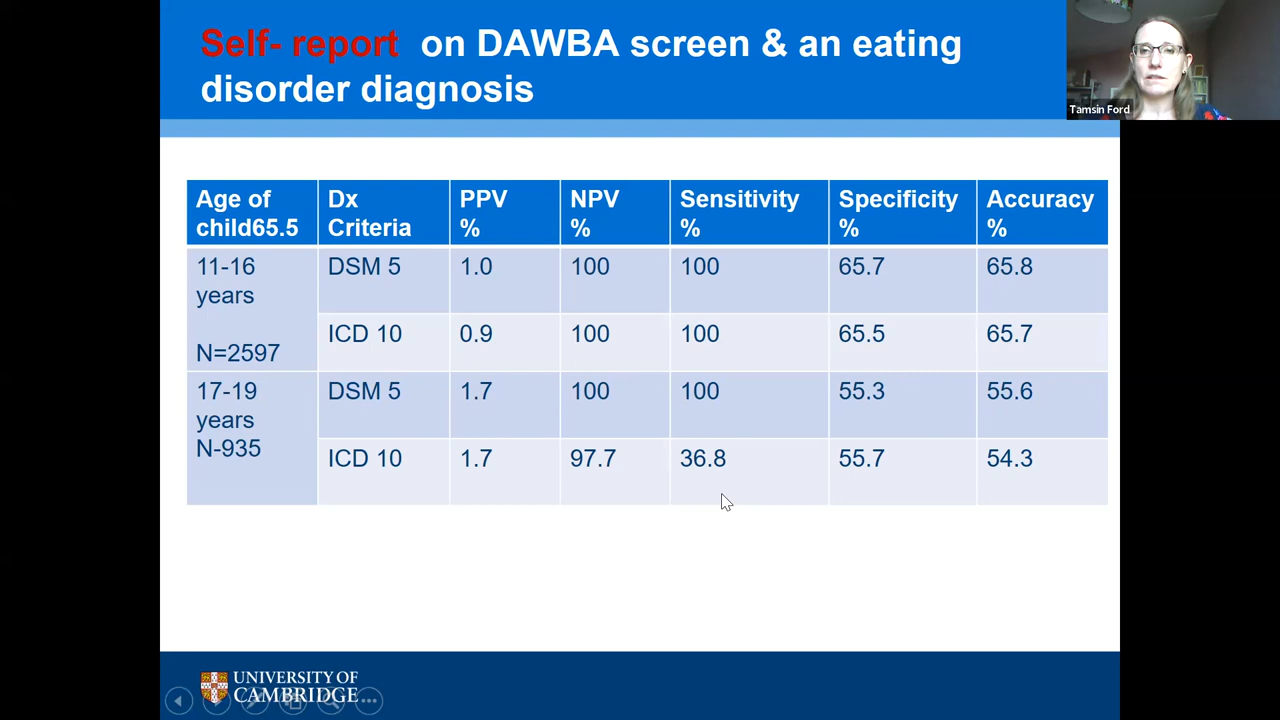 Self- report on DAWBA screen & an eating
disorder diagnosis
Tamsin Ford
Age of
child65.5
Dx
Criteria
PPV
%
NPV
%
Sensitivity
%
Specificity
%
Accuracy
%
11-16
years
N=2597
DSM 5
1.0
100
100
65.7
65.8
ICD 10
0.9
100
100
65.5
65.7
17-19
years
N-935
DSM 5
1.7
100
100
55.3
55.6
ICD 10
1.7
97.7
36.8
55.7
54.3
UNIVERSITY OF
CAMBRIDGE